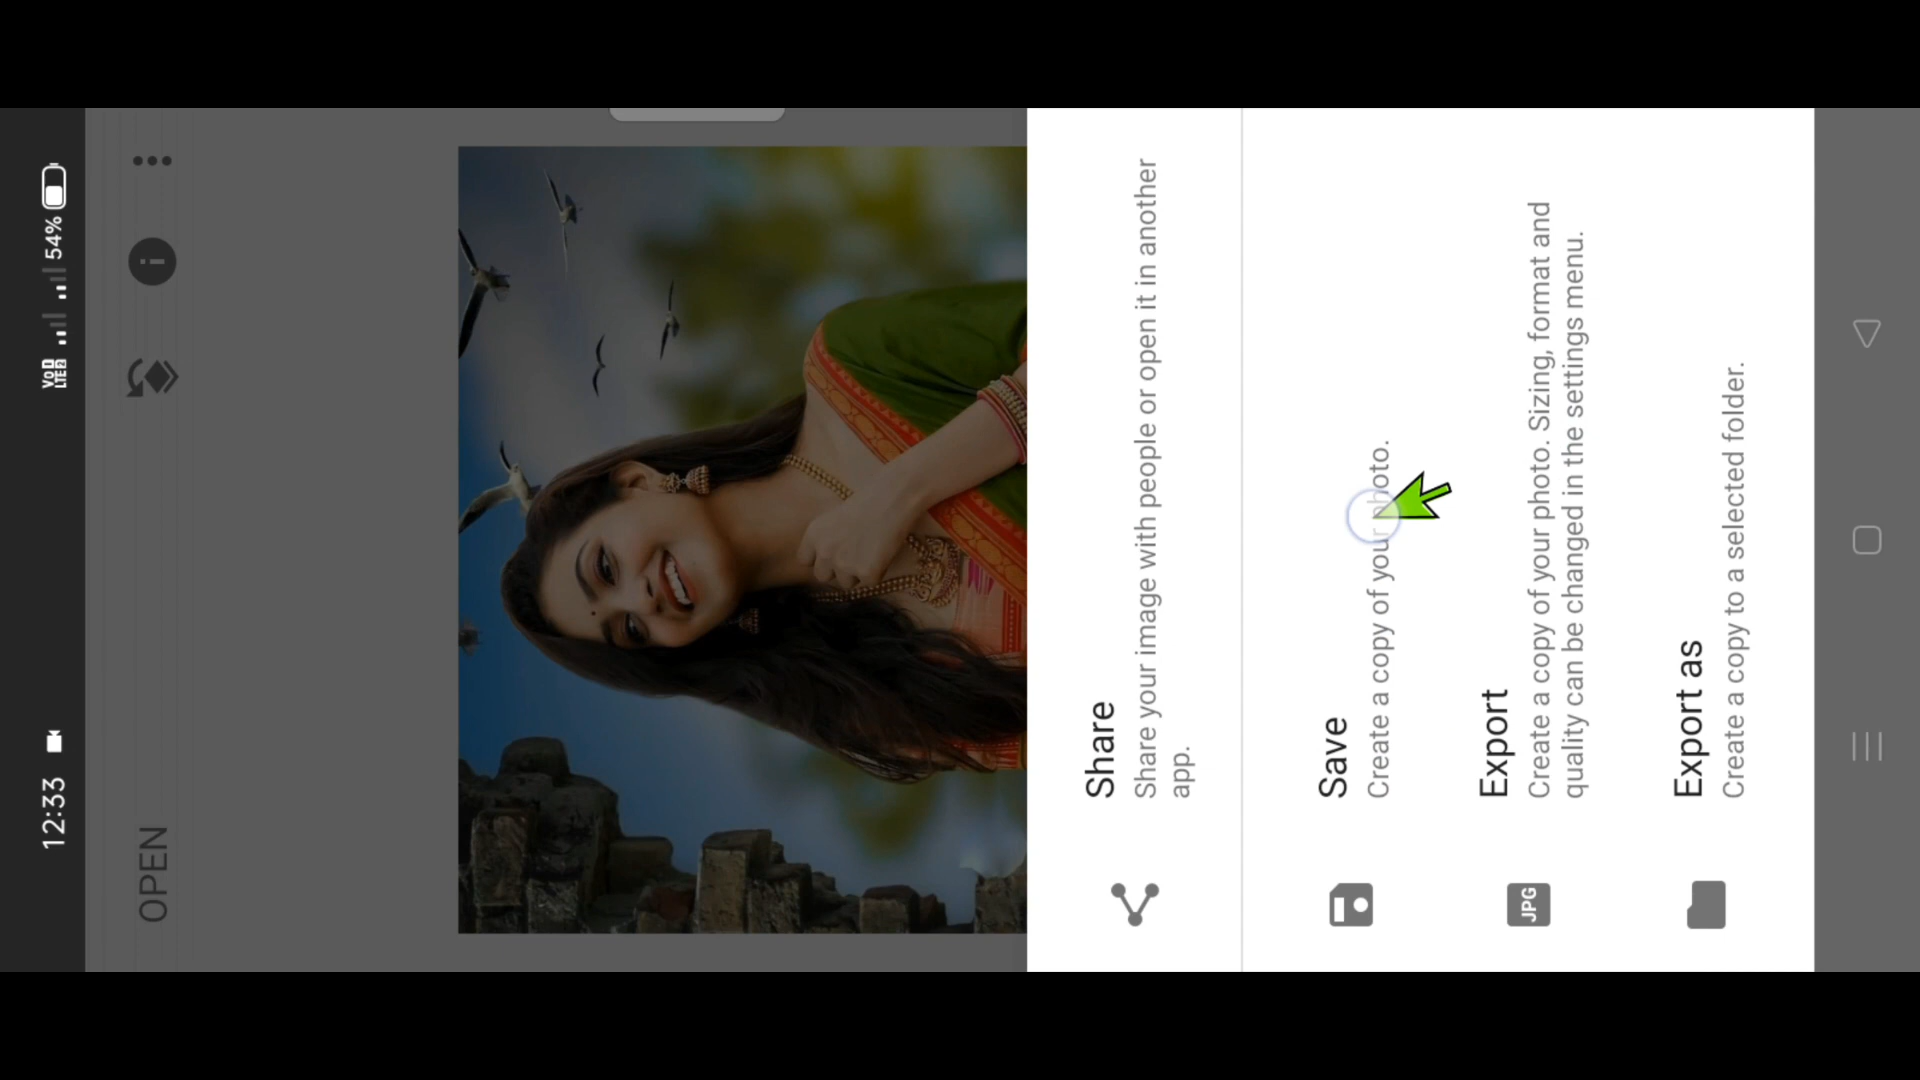 12:33
VoD
LTE2
54%
OPEN
Share
Share your image with people or open it in another
app.
Save
Create a copy of your photo.
JPG
Export
Create a copy of your photo. Sizing, format and
quality can be changed in the settings menu.
Export as
Create a copy to a selected folder.